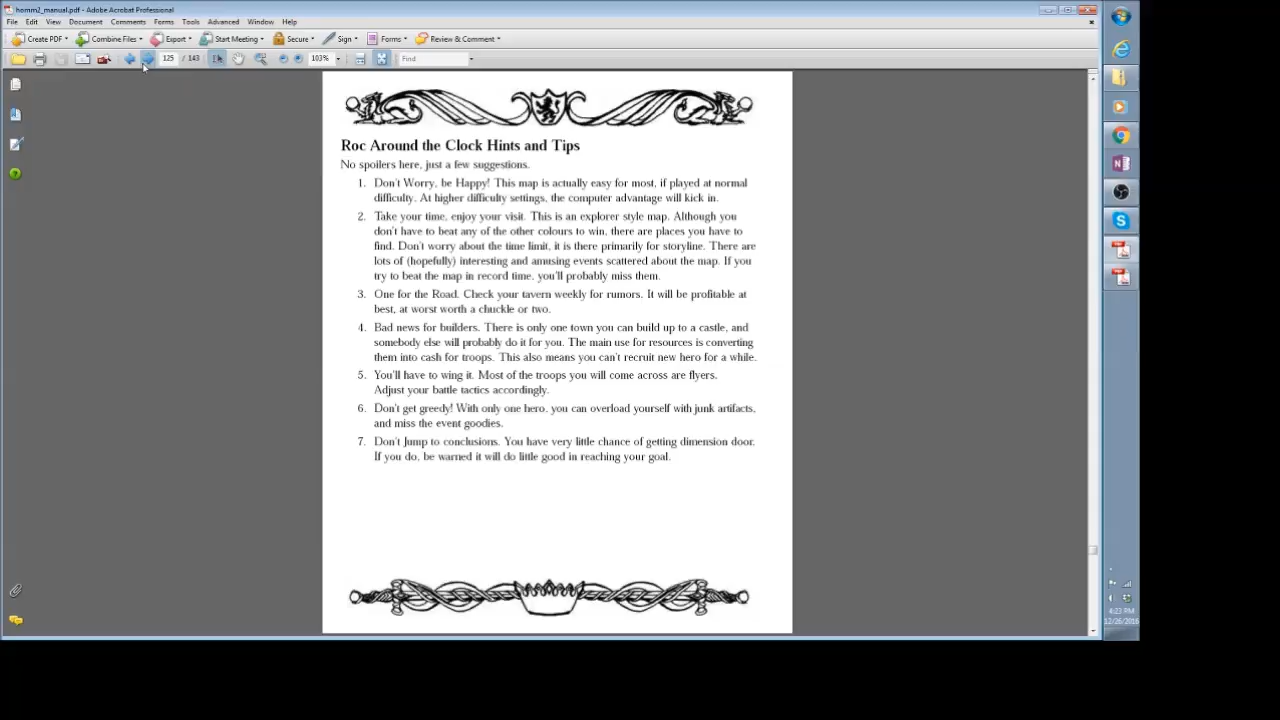 homm2_manual.pdf - Adobe Acrobat Professional
File Edit View Document Comments Forms Tools Advanced Window Help
Create PDF Combine Files Export Start Meeting Secure Sign Forms Review & Comment
125 / 143 103% Find
Roc Around the Clock Hints and Tips
No spoilers here, just a few suggestions.
1. Don't Worry, be Happy! This map is actually easy for most, if played at normal
difficulty. At higher difficulty settings, the computer advantage will kick in.
2. Take your time, enjoy your visit. This is an explorer style map. Although you
don't have to beat any of the other colours to win, there are places you have to
find. Don't worry about the time limit, it is there primarily for storyline. There are
lots of (hopefully) interesting and amusing events scattered about the map. If you
try to beat the map in record time, you'll probably miss them.
3. One for the Road. Check your tavern weekly for rumors. It will be profitable at
best, at worst worth a chuckle or two.
4. Bad news for builders. There is only one town you can build up to a castle, and
somebody else will probably do it for you. The main use for resources is converting
them into cash for troops. This also means you can't recruit new hero for a while.
5. You'll have to wing it. Most of the troops you will come across are flyers.
Adjust your battle tactics accordingly.
6. Don't get greedy! With only one hero, you can overload yourself with junk artifacts,
and miss the event goodies.
7. Don't Jump to conclusions. You have very little chance of getting dimension door.
If you do, be warned it will do little good in reaching your goal.
4:23 PM
12/26/2016